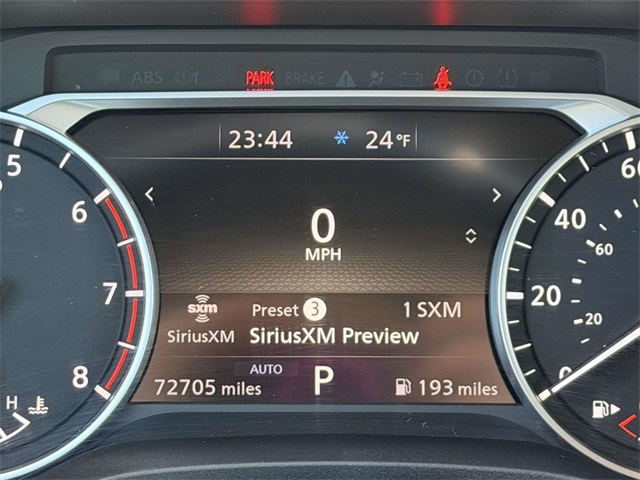 ABS PARK BRAKE
23:44 24°F
5
6
7
8
H
0
MPH
60
40
60
20
20
0
sxm Preset 3 1 SXM
SiriusXM SiriusXM Preview
AUTO
72705 miles P 193 miles